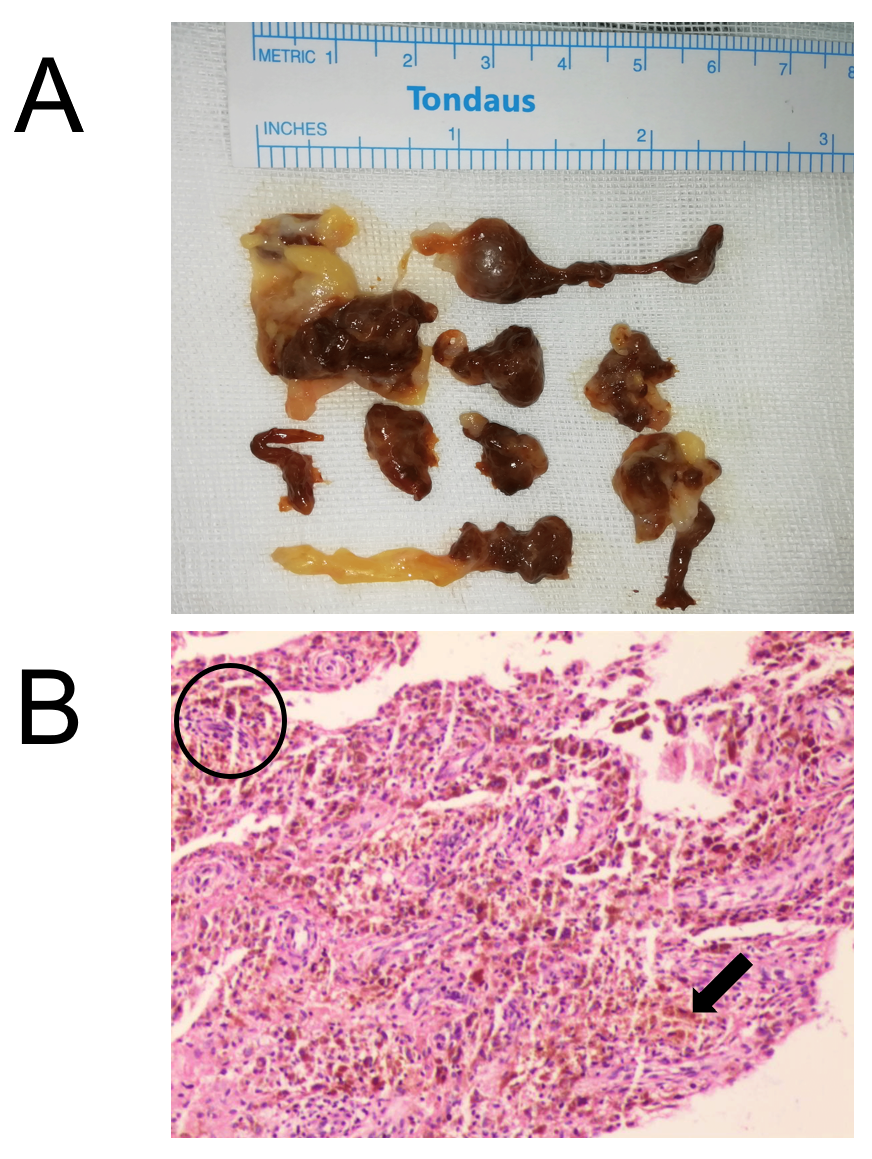 A
METRIC 1 2 3 4 5 6 7 8
Tondaus
INCHES 1 2 3
B